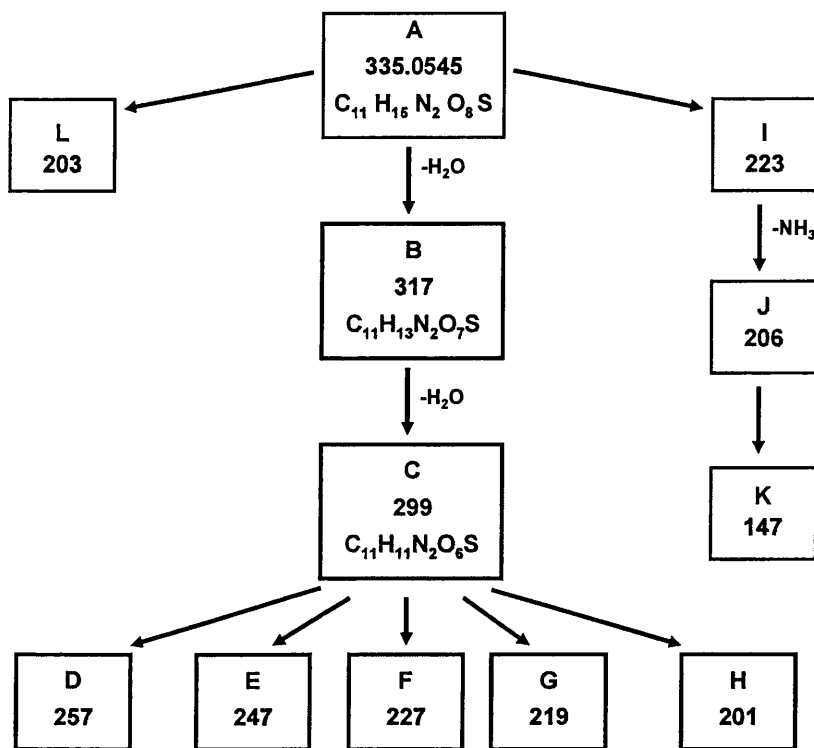 A
335.0545
C₁₁ H₁₅ N₂ O₈ S
L
203
I
223
-H₂O
-NH₃
B
317
C₁₁H₁₃N₂O₇S
J
206
-H₂O
C
299
C₁₁H₁₁N₂O₆S
K
147
D
257
E
247
F
227
G
219
H
201